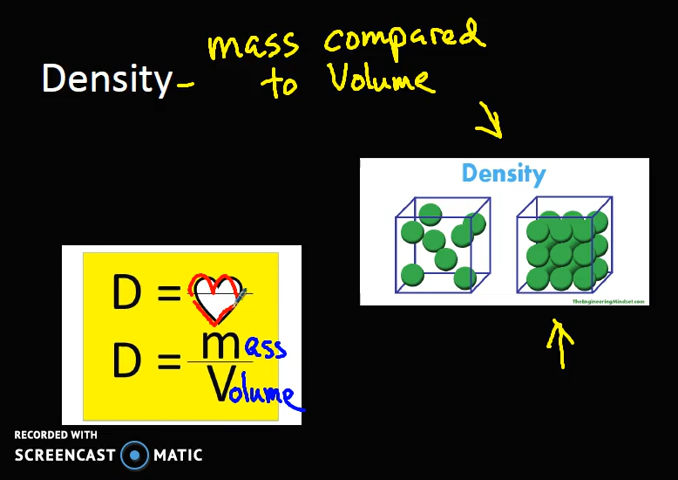 mass compared
Density - to Volume
Density
TheEngineeringMindset.com
D =
D = mass
Volume
RECORDED WITH
SCREENCAST MATIC